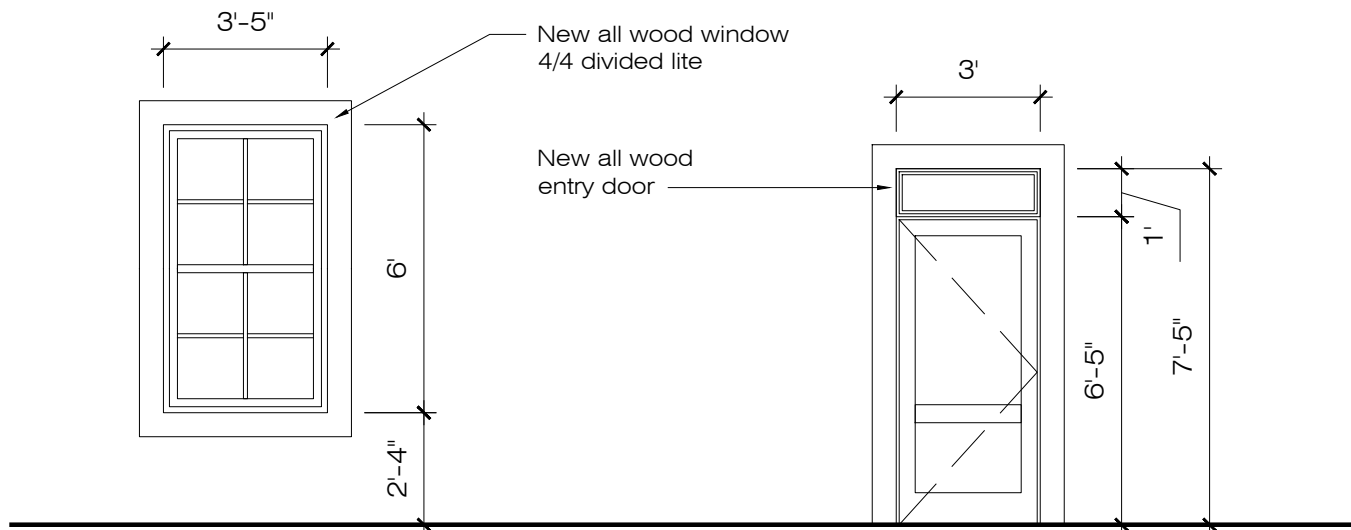 3'-5"
New all wood window
4/4 divided lite
6'
2'-4"
3'
New all wood
entry door
1'
6'-5"
7'-5"